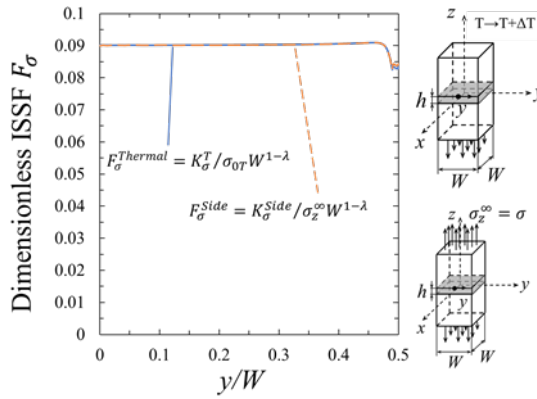 Dimensionless ISSF F_σ
0.1
0.09
0.08
0.07
0.06
0.05
0.04
0.03
0.02
0.01
0
0 0.1 0.2 0.3 0.4 0.5
y/W
F_σ^Thermal = K_σ^T/σ_0T W^1−λ
F_σ^Side = K_σ^Side/σ_z^∞ W^1−λ
z T→T+ΔT
h
y
y
x
W W
z σ_z^∞ = σ
h
y
y
x
W W